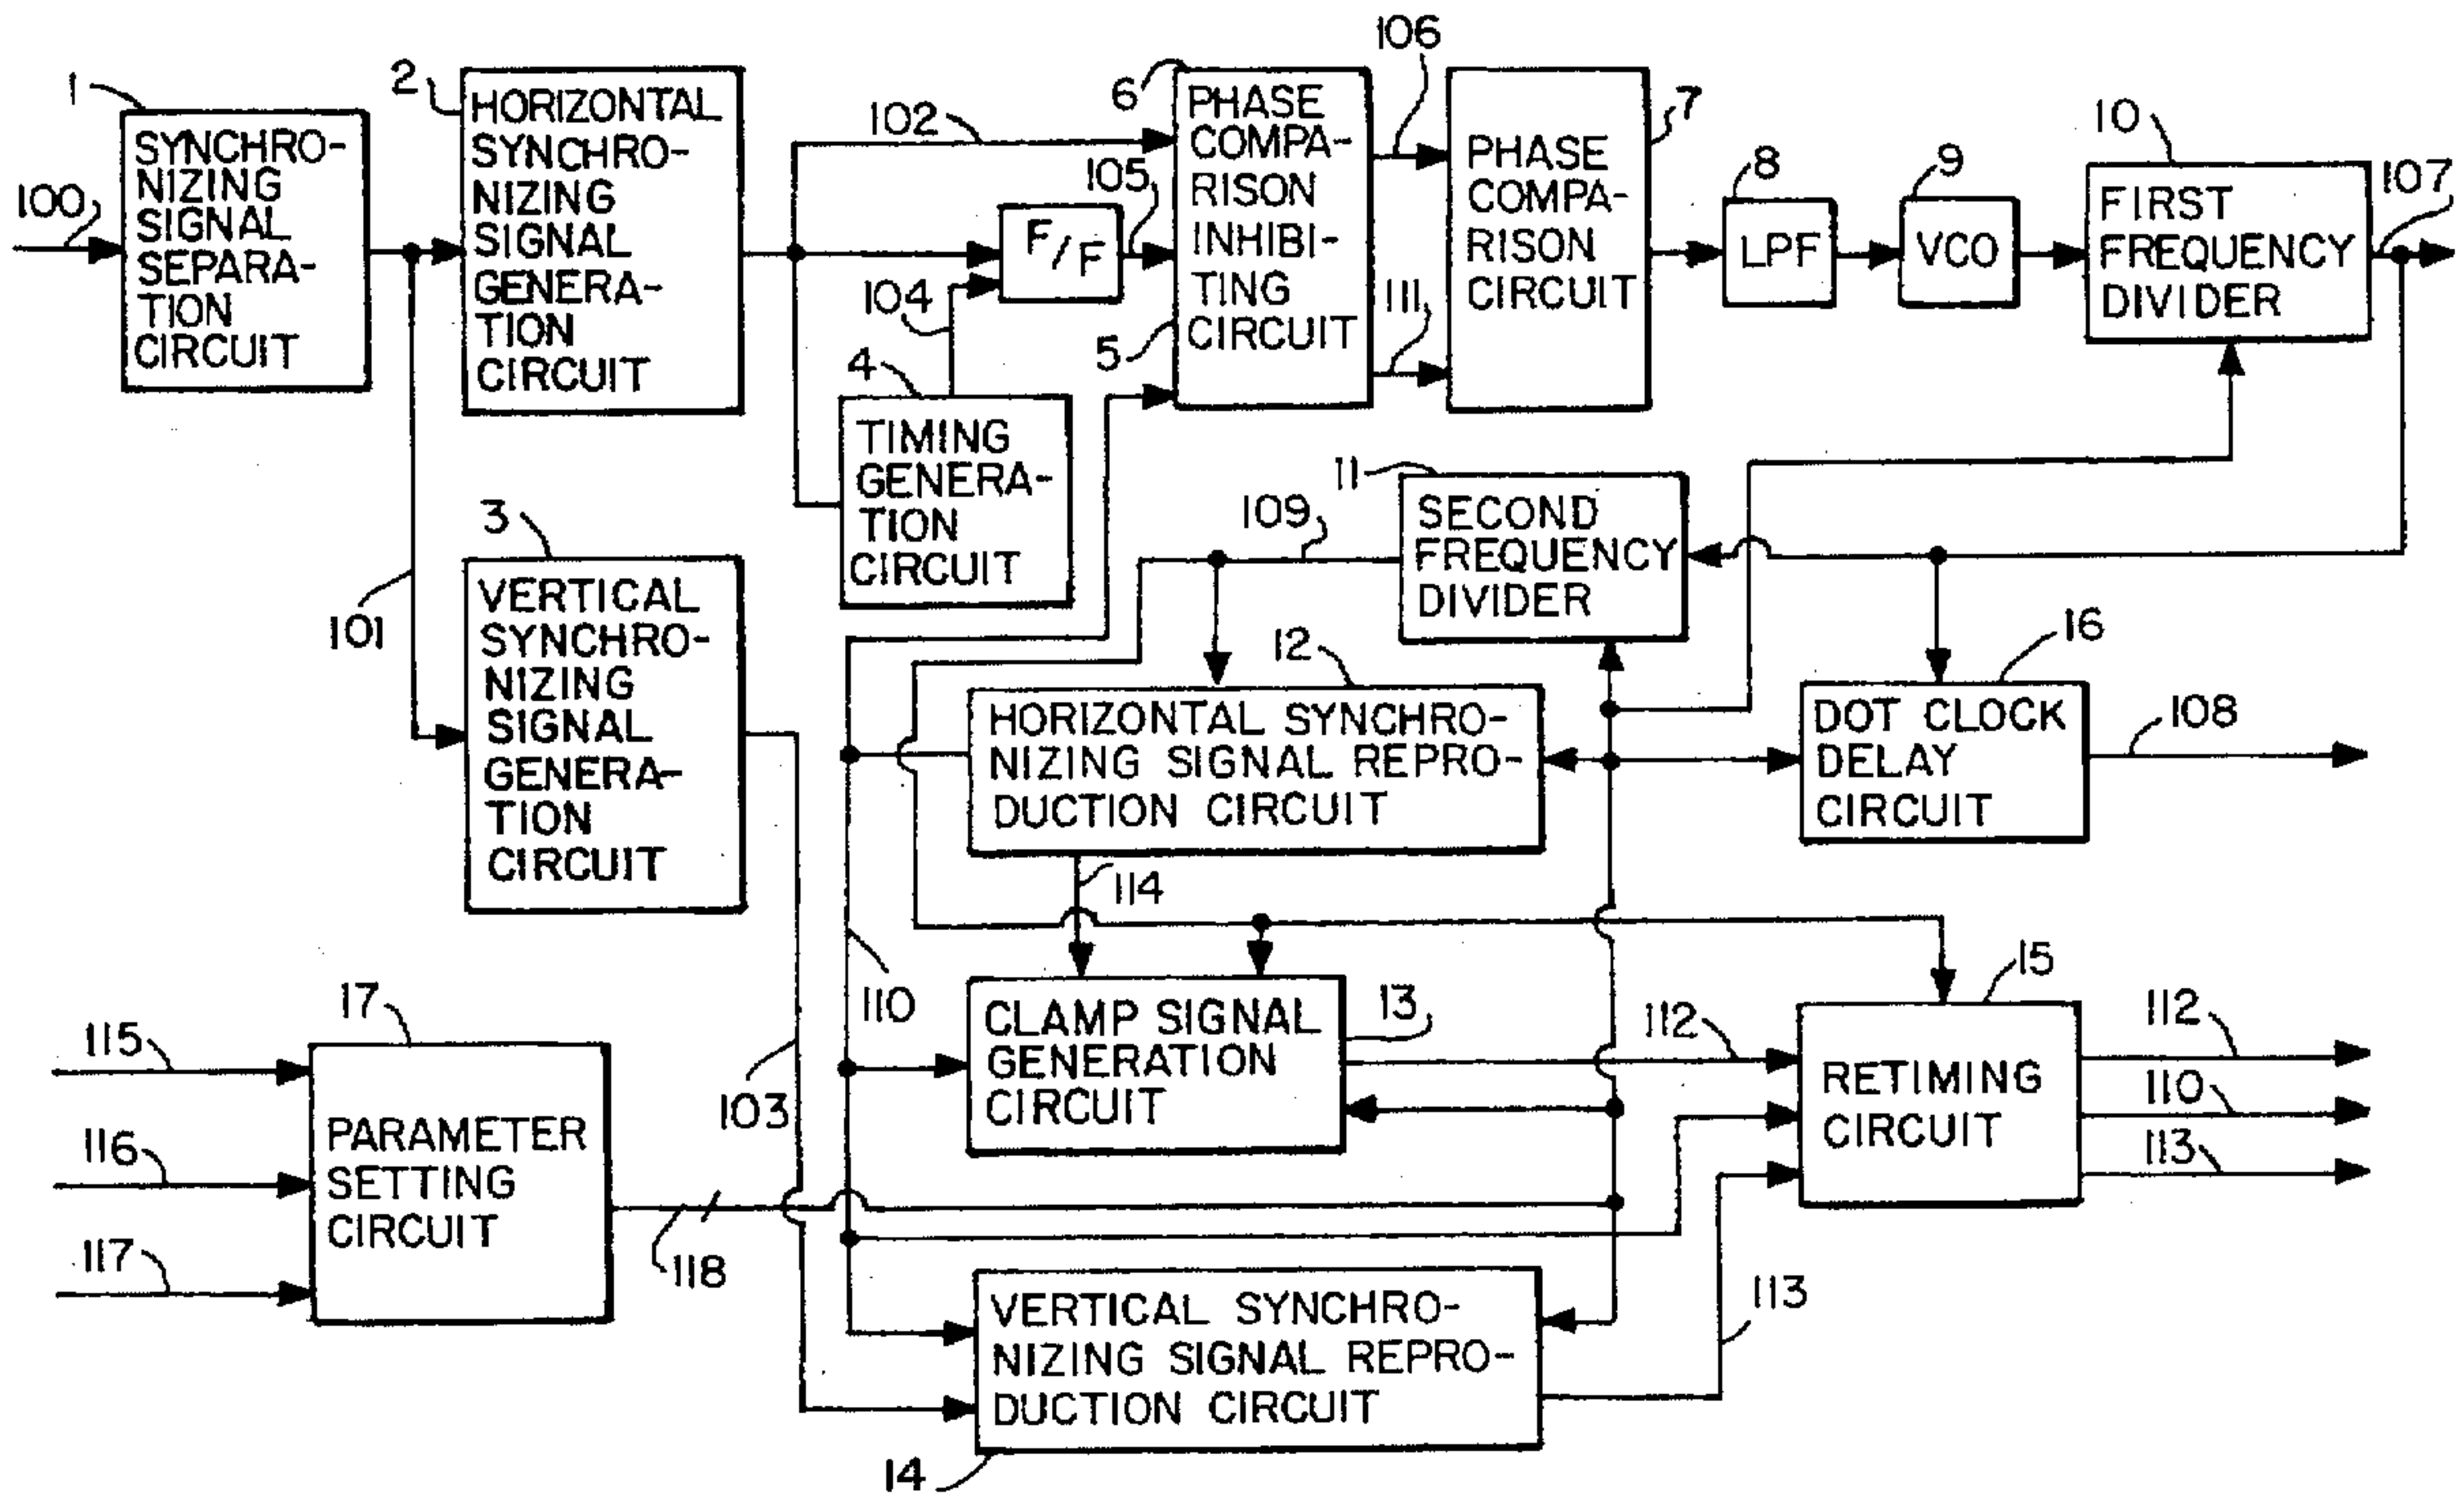 1
SYNCHRO-
NIZING
SIGNAL
SEPARA-
TION
CIRCUIT
100
2
HORIZONTAL
SYNCHRO-
NIZING
SIGNAL
GENERA-
TION
CIRCUIT
102
F/F
105
104
4
TIMING
GENERA-
TION
CIRCUIT
6
PHASE
COMPA-
RISON
INHIBI-
TING
CIRCUIT
5
106
111
7
PHASE
COMPA-
RISON
CIRCUIT
8
LPF
9
VCO
10
FIRST
FREQUENCY
DIVIDER
107
101
3
VERTICAL
SYNCHRO-
NIZING
SIGNAL
GENERA-
TION
CIRCUIT
103
109
11
SECOND
FREQUENCY
DIVIDER
12
HORIZONTAL SYNCHRO-
NIZING SIGNAL REPRO-
DUCTION CIRCUIT
16
DOT CLOCK
DELAY
CIRCUIT
108
114
110
CLAMP SIGNAL
GENERATION
CIRCUIT
13
112
15
RETIMING
CIRCUIT
112
110
113
17
115
116
117
PARAMETER
SETTING
CIRCUIT
118
VERTICAL SYNCHRO-
NIZING SIGNAL REPRO-
DUCTION CIRCUIT
14
113